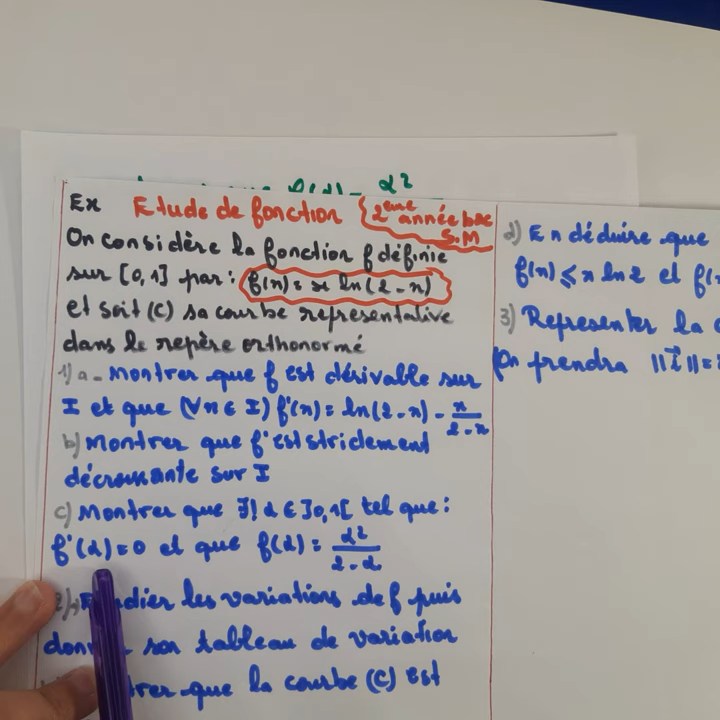 Ex Etude de fonction 2eme année bac
S.M
On considère la fonction f définie
sur [0,1] par: f(x) = x ln(2-x)
et soit (C) sa courbe representative
dans le repère orthonormé
1) a - Montrer que f est dérivable sur
I et que (∀x ∈ I) f'(x) = ln(2-x) - x/(2-x)
b) Montrer que f' est strictement
décroissante sur I
c) Montrer que ∃! α ∈ ]0,1[ tel que:
f'(α) = 0 et que f(α) = α²/(2-α)
les variations de f puis
son tableau de variation
que la courbe (C) est
d) En déduire que
f(x) ≤ x ln 2 et
3) Representer la
On prendra ||i|| =